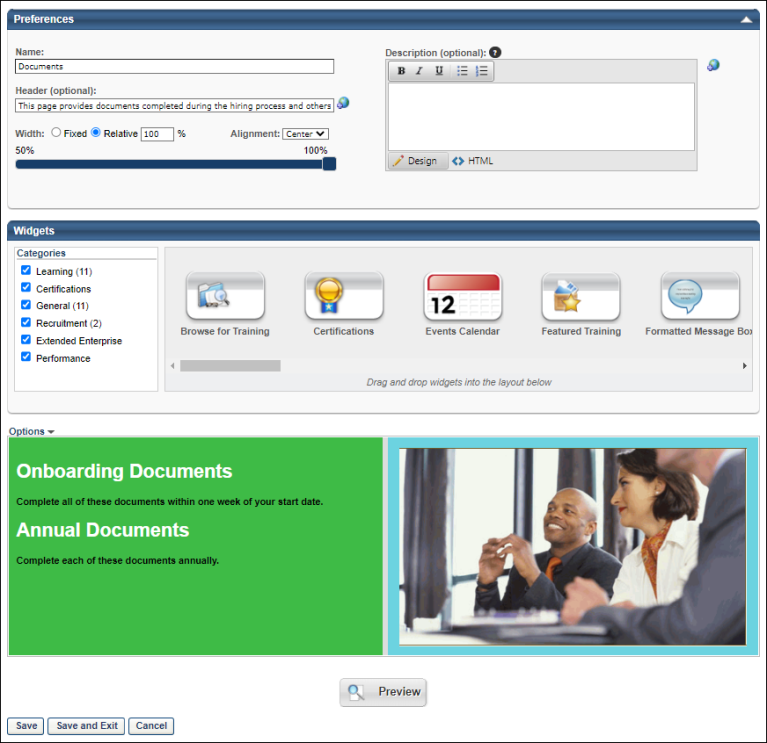 Preferences
Name:
Documents
Header (optional):
This page provides documents completed during the hiring process and others
Width: Fixed Relative 100 % Alignment: Center
50% 100%
Description (optional): ?
B I U
Design HTML
Widgets
Categories
Learning (11)
Certifications
General (11)
Recruitment (2)
Extended Enterprise
Performance
12
Browse for Training Certifications Events Calendar Featured Training Formatted Message Box
Drag and drop widgets into the layout below
Options
Onboarding Documents
Complete all of these documents within one week of your start date.
Annual Documents
Complete each of these documents annually.
Preview
Save Save and Exit Cancel